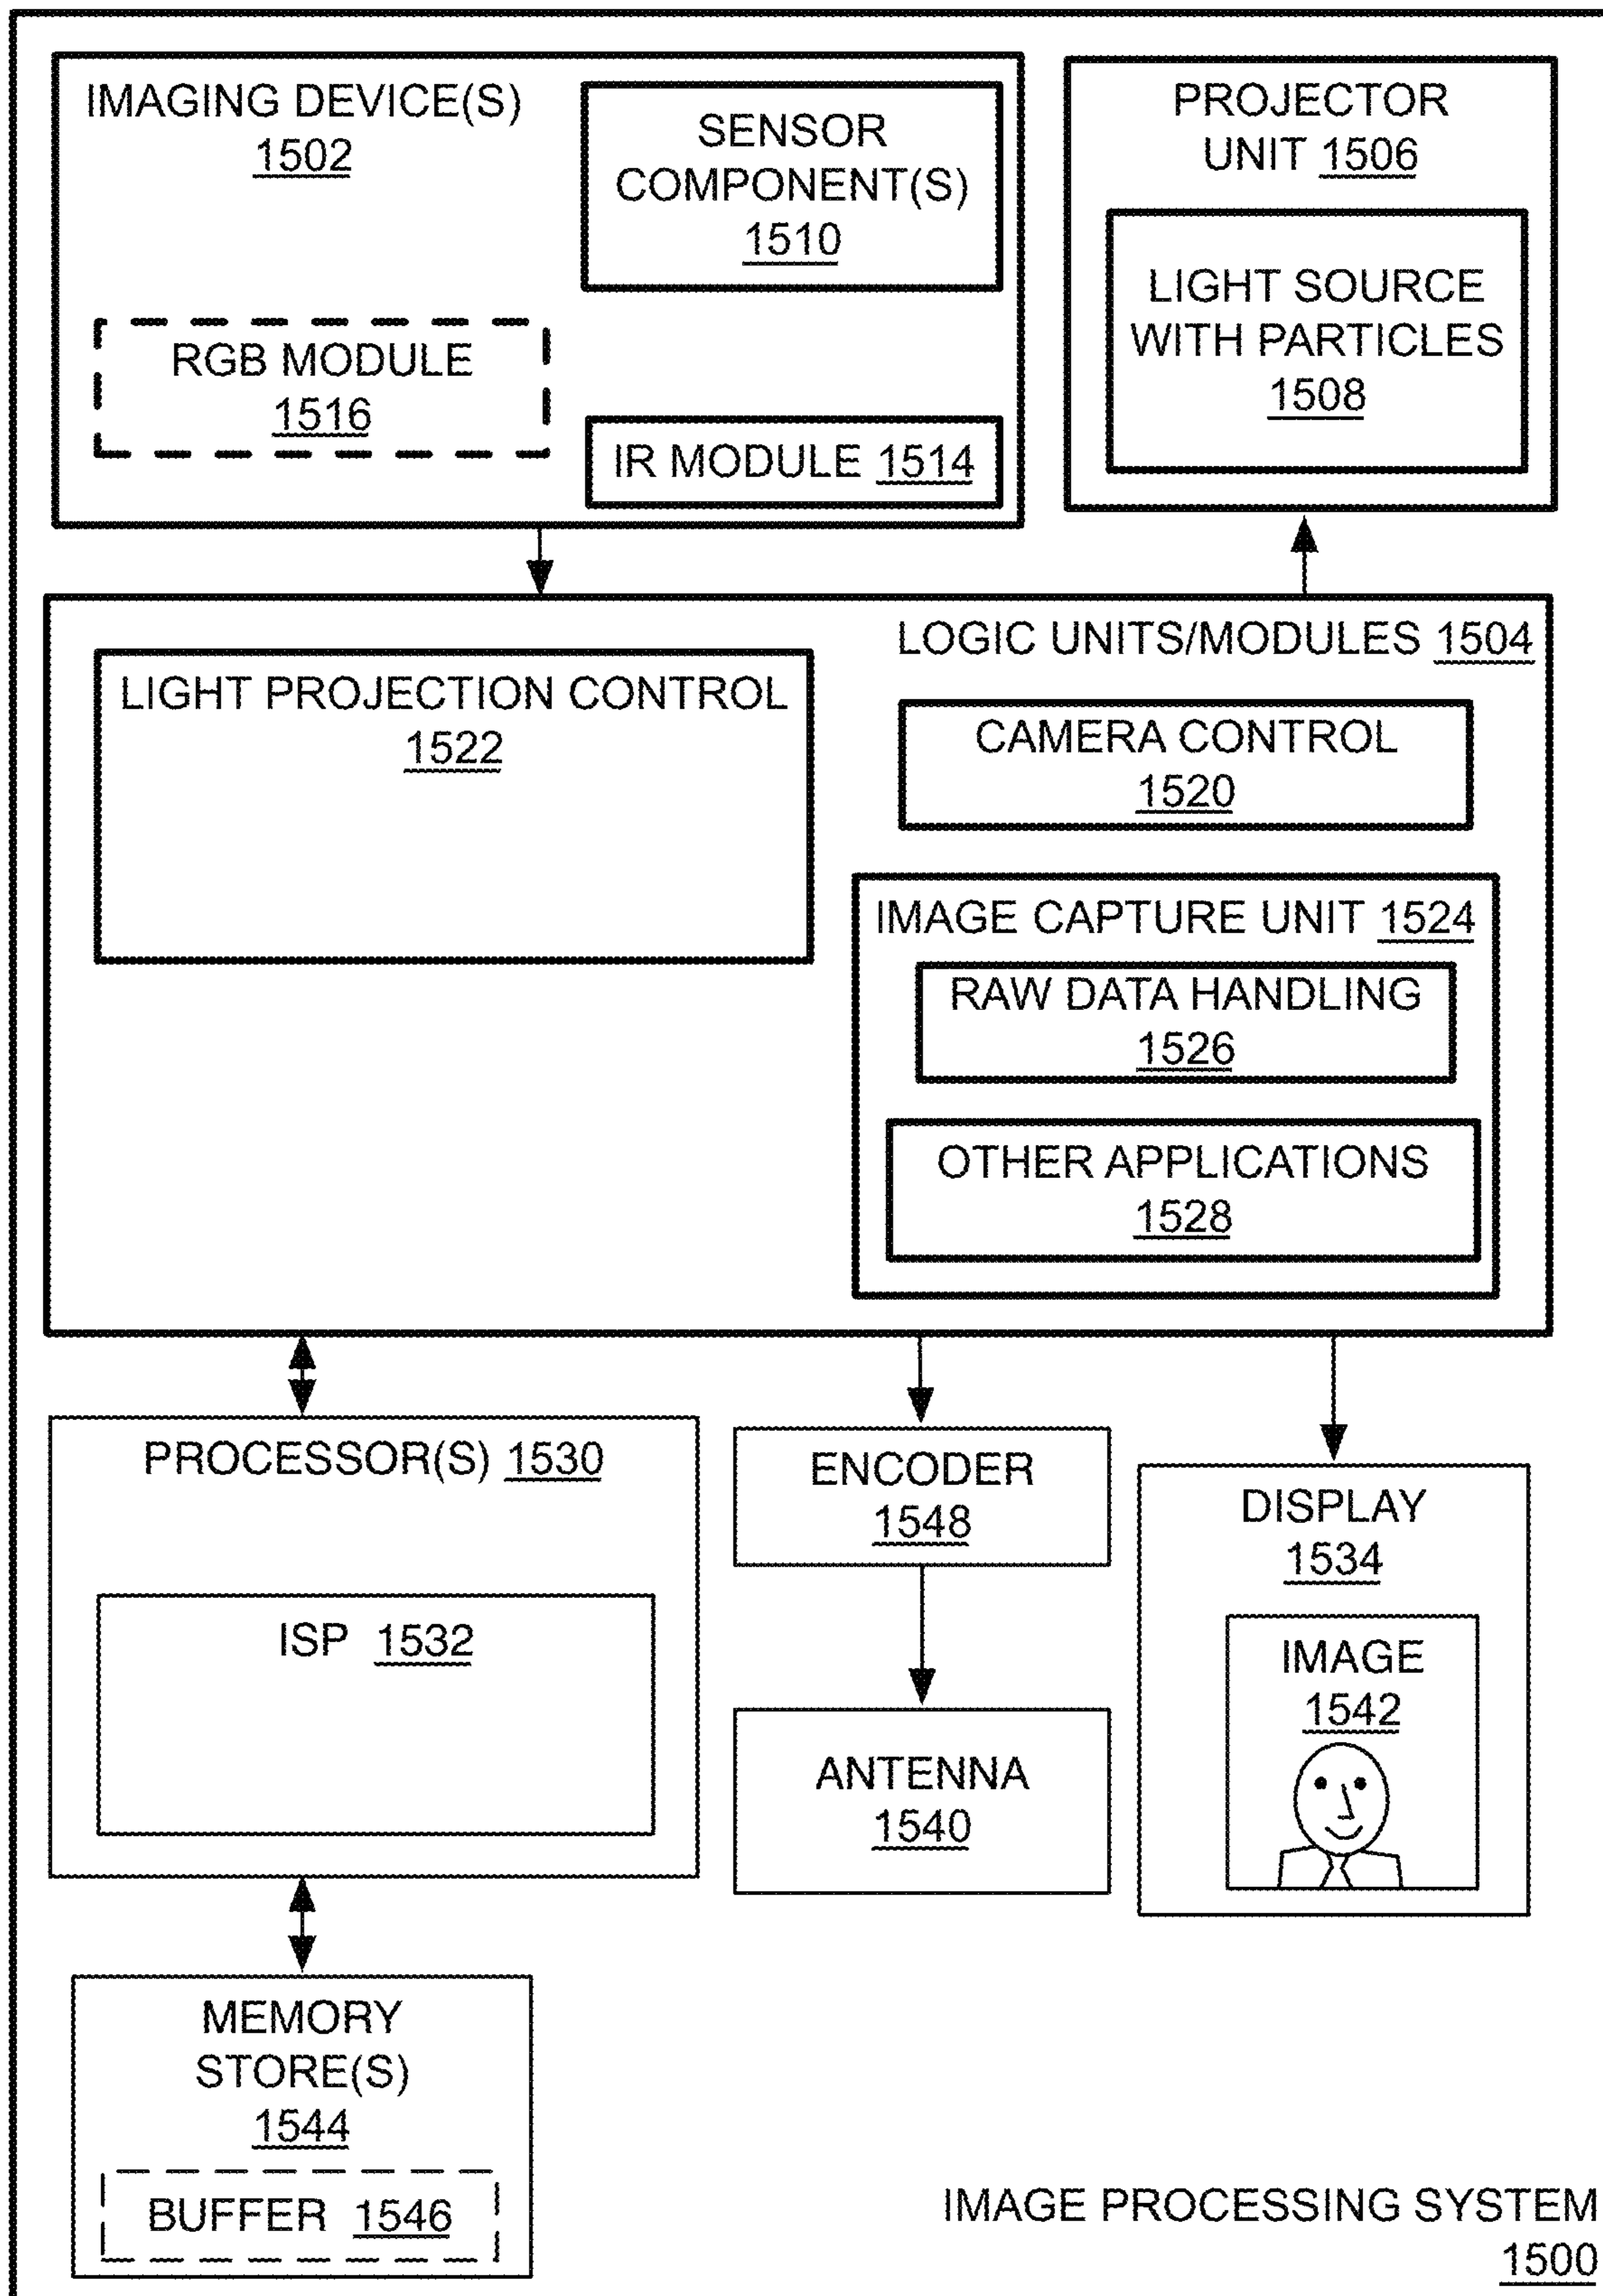 IMAGING DEVICE(S)
1502
SENSOR
COMPONENT(S)
1510
RGB MODULE
1516
IR MODULE 1514
PROJECTOR
UNIT 1506
LIGHT SOURCE
WITH PARTICLES
1508
LOGIC UNITS/MODULES 1504
LIGHT PROJECTION CONTROL
1522
CAMERA CONTROL
1520
IMAGE CAPTURE UNIT 1524
RAW DATA HANDLING
1526
OTHER APPLICATIONS
1528
PROCESSOR(S) 1530
ISP 1532
ENCODER
1548
ANTENNA
1540
DISPLAY
1534
IMAGE
1542
MEMORY
STORE(S)
1544
BUFFER 1546
IMAGE PROCESSING SYSTEM
1500